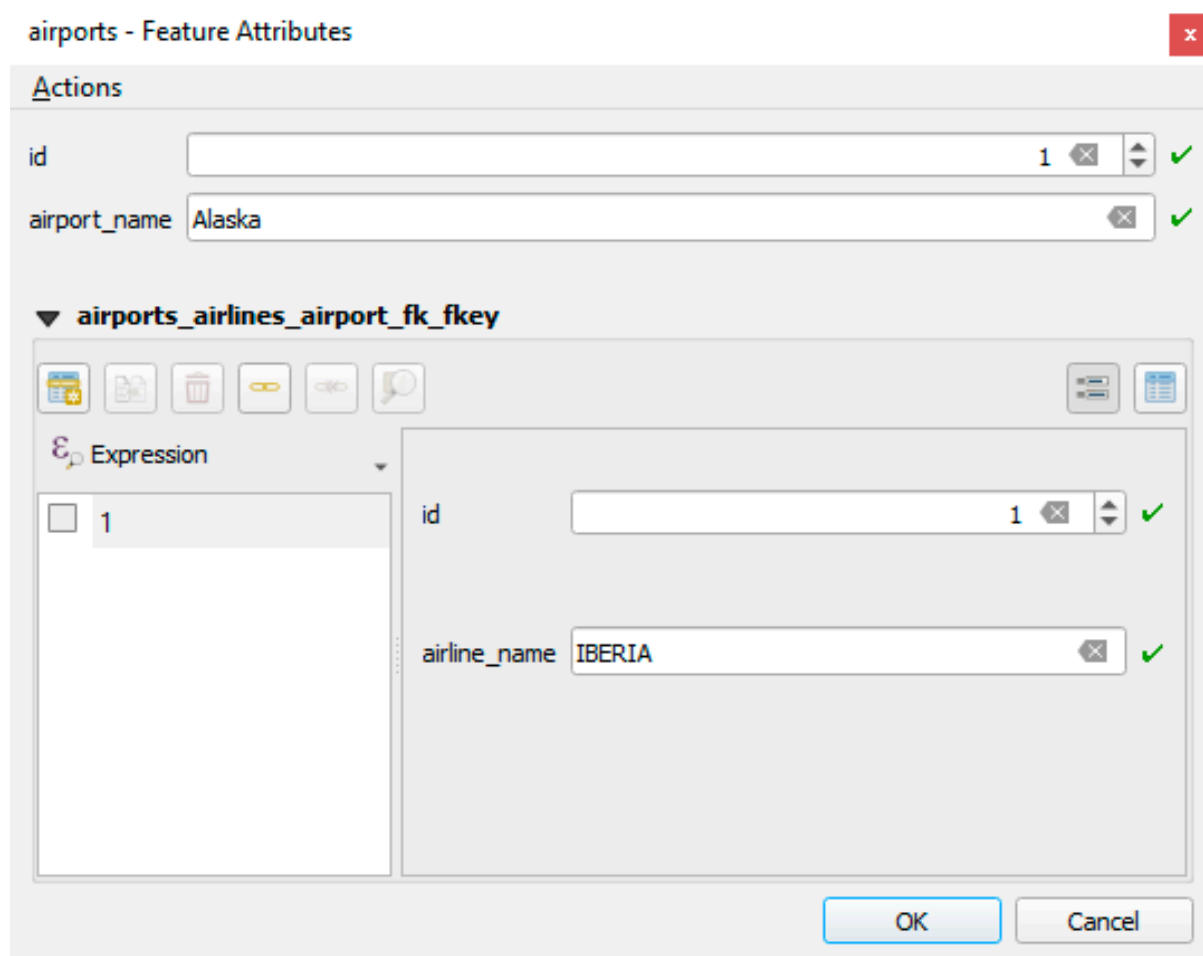 airports - Feature Attributes
x
Actions
id 1
airport_name Alaska
airports_airlines_airport_fk_fkey
ε Expression
1
id 1
airline_name IBERIA
OK Cancel